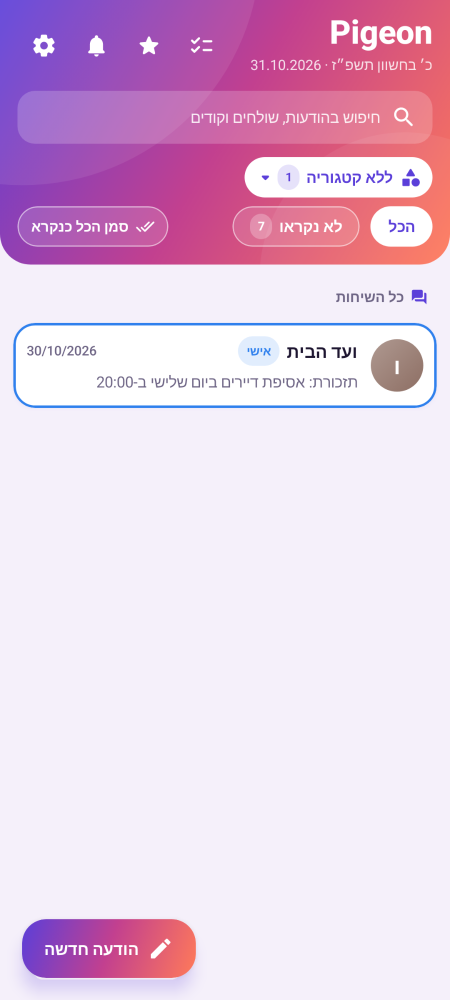 Pigeon
כ׳ בחשוון תשפ״ז · 31.10.2026
חיפוש בהודעות, שולחים וקודים
ללא קטגוריה 1
הכל
לא נקראו 7
סמן הכל כנקרא
כל השיחות
ו
ועד הבית אישי 30/10/2026
תזכורת: אסיפת דיירים ביום שלישי ב-20:00
הודעה חדשה